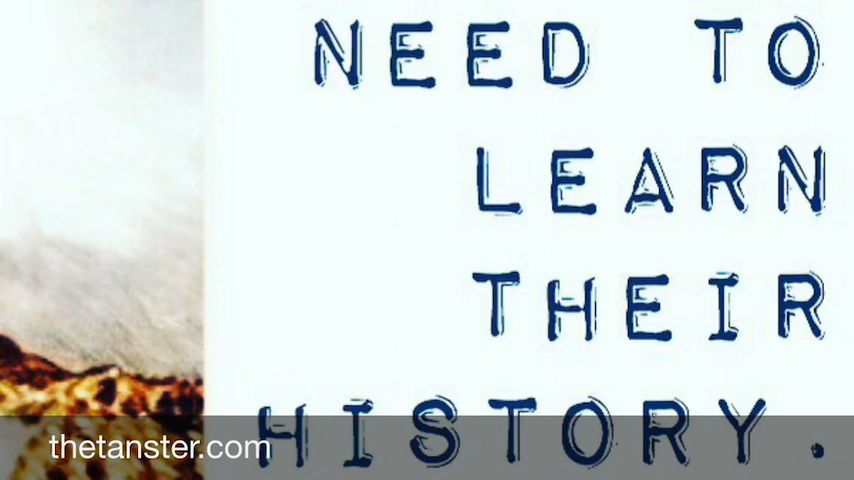 NEED TO
LEARN
THEIR
HISTORY.
thetanster.com